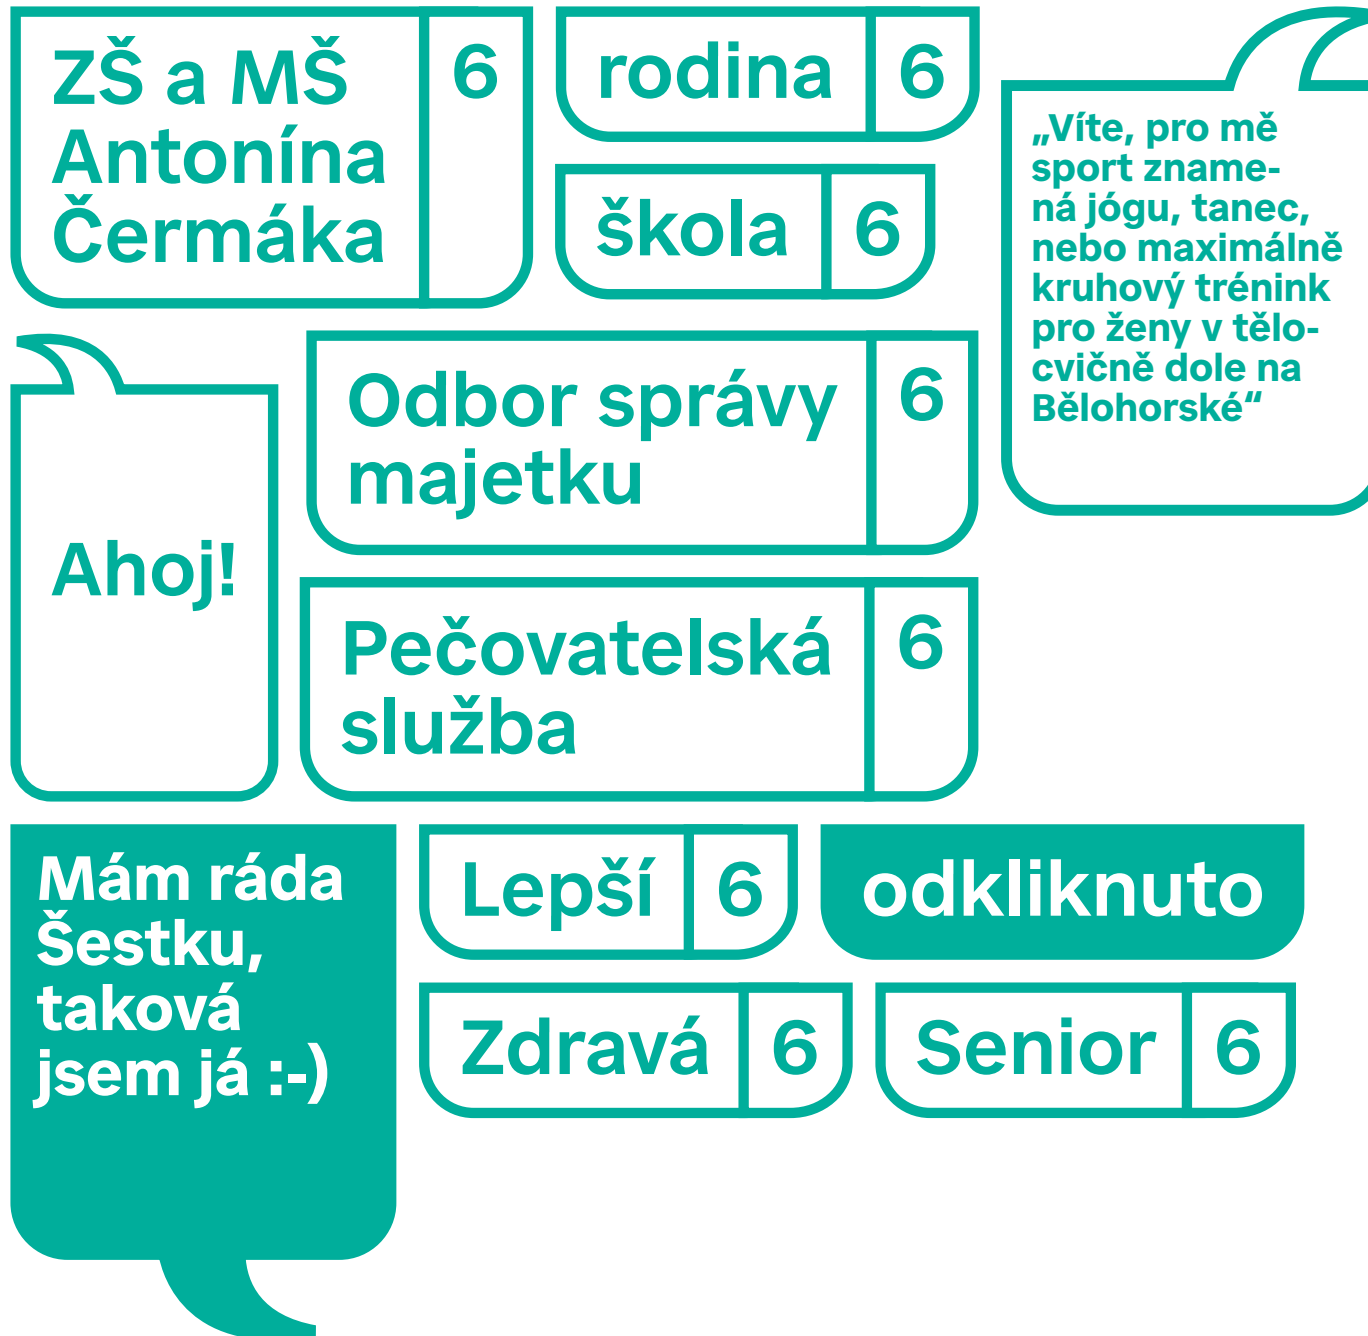 ZŠ a MŠ
Antonína
Čermáka
6
rodina 6
škola 6
„Víte, pro mě
sport zname-
ná jógu, tanec,
nebo maximálně
kruhový trénink
pro ženy v tělo-
cvičně dole na
Bělohorské“
Ahoj!
Odbor správy
majetku
6
Pečovatelská
služba
6
Mám ráda
Šestku,
taková
jsem já :-)
Lepší 6
odkliknuto
Zdravá 6
Senior 6